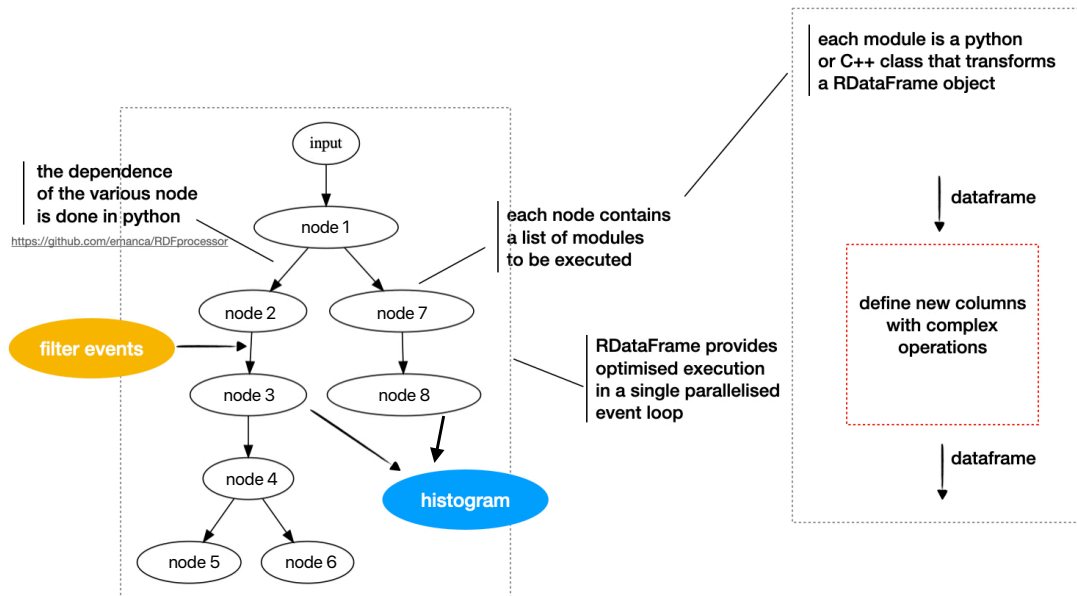 each module is a python
or C++ class that transforms
a RDataFrame object
input
the dependence
of the various node
is done in python
https://github.com/emanca/RDFprocessor
node 1
each node contains
a list of modules
to be executed
dataframe
node 2
node 7
define new columns
with complex
operations
filter events
RDataFrame provides
optimised execution
in a single parallelised
event loop
node 3
node 8
dataframe
node 4
histogram
node 5
node 6